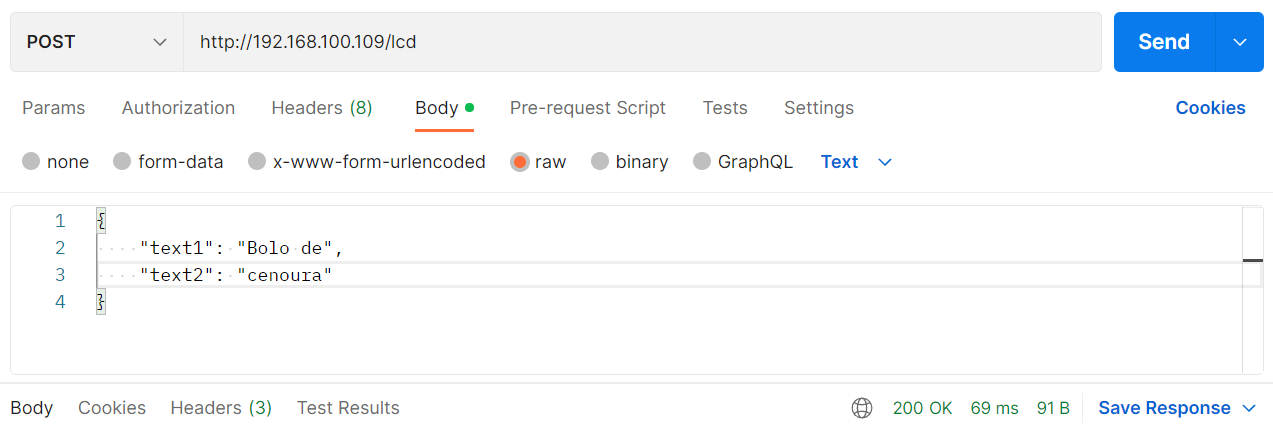 POST http://192.168.100.109/lcd Send
Params Authorization Headers (8) Body Pre-request Script Tests Settings Cookies
none form-data x-www-form-urlencoded raw binary GraphQL Text
1 {
2 "text1": "Bolo de",
3 "text2": "cenoura"
4 }
Body Cookies Headers (3) Test Results 200 OK 69 ms 91 B Save Response